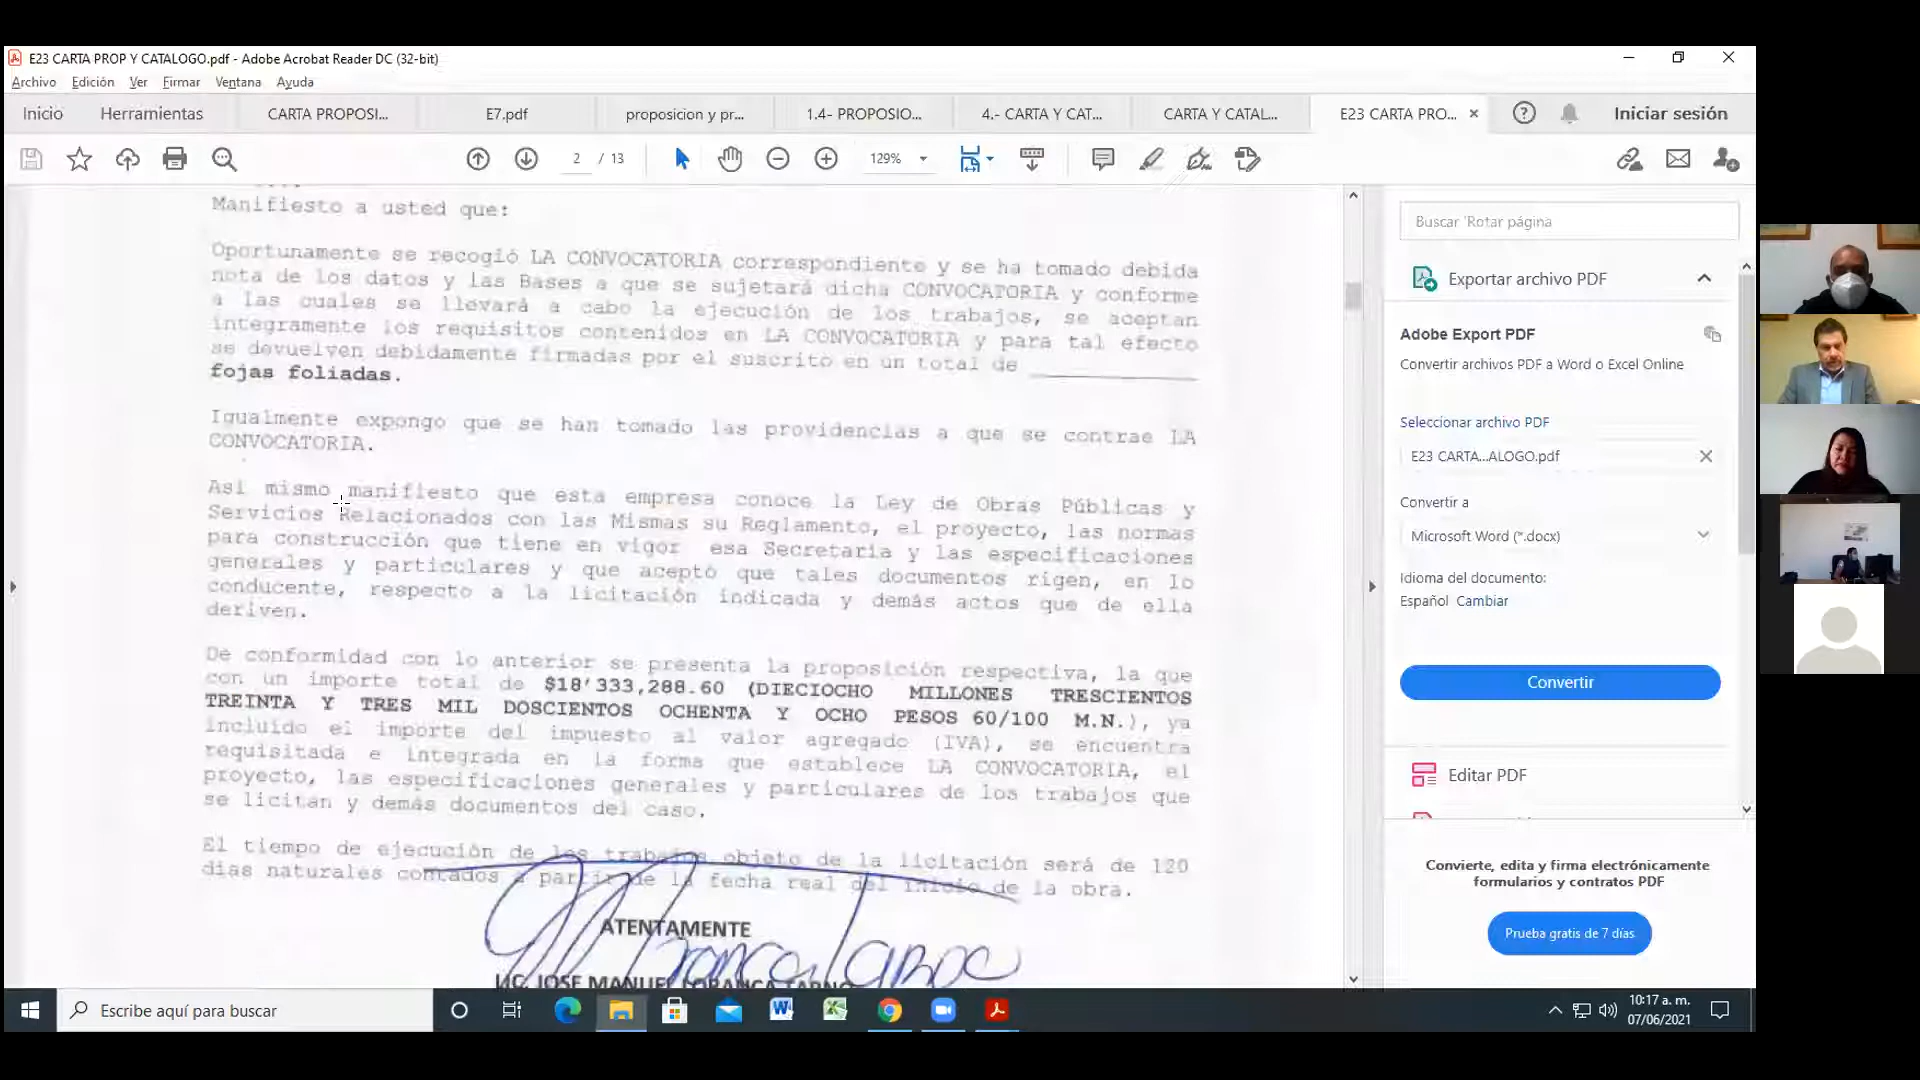 E23 CARTA PROP Y CATALOGO.pdf - Adobe Acrobat Reader DC (32-bit)
Archivo Edición Ver Firmar Ventana Ayuda
Inicio Herramientas CARTA PROPOSI... E7.pdf proposicion y pr... 1.4- PROPOSIO... 4.- CARTA Y CAT... CARTA Y CATAL... E23 CARTA PRO... Iniciar sesión
2 / 13 129%
Manifiesto a usted que:
Oportunamente se recogió LA CONVOCATORIA correspondiente y se ha tomado debida
nota de los datos y las Bases a que se sujetará dicha CONVOCATORIA y conforme
a las cuales se llevará a cabo la ejecución de los trabajos, se aceptan
íntegramente los requisitos contenidos en LA CONVOCATORIA y para tal efecto
se devuelven debidamente firmadas por el suscrito en un total de
fojas foliadas.
Igualmente expongo que se han tomado las providencias a que se contrae LA
CONVOCATORIA.
Asi mismo manifiesto que esta empresa conoce la Ley de Obras Públicas y
Servicios Relacionados con las Mismas su Reglamento, el proyecto, las normas
para construcción que tiene en vigor esa Secretaria y las especificaciones
generales y particulares y que acepto que tales documentos rigen, en lo
conducente, respecto a la licitación indicada y demás actos que de ella
deriven.
De conformidad con lo anterior se presenta la proposición respectiva, la que
con un importe total de $18'333,288.60 (DIECIOCHO MILLONES TRESCIENTOS
TREINTA Y TRES MIL DOSCIENTOS OCHENTA Y OCHO PESOS 60/100 M.N.), ya
incluido el importe del impuesto al valor agregado (IVA), se encuentra
requisitada e integrada en la forma que establece LA CONVOCATORIA, el
proyecto, las especificaciones generales y particulares de los trabajos que
se licitan y demás documentos del caso.
El tiempo de ejecución de los trabajos objeto de la licitación será de 120
dias naturales contados a partir de la fecha real del inicio de la obra.
ATENTAMENTE
LIC. JOSE MANUEL LORANCA TARNO
Buscar 'Rotar página
Exportar archivo PDF
Adobe Export PDF
Convertir archivos PDF a Word o Excel Online
Seleccionar archivo PDF
E23 CARTA...ALOGO.pdf
Convertir a
Microsoft Word (*.docx)
Idioma del documento:
Español Cambiar
Convertir
Editar PDF
Convierte, edita y firma electrónicamente
formularios y contratos PDF
Prueba gratis de 7 días
Escribe aquí para buscar
10:17 a. m.
07/06/2021